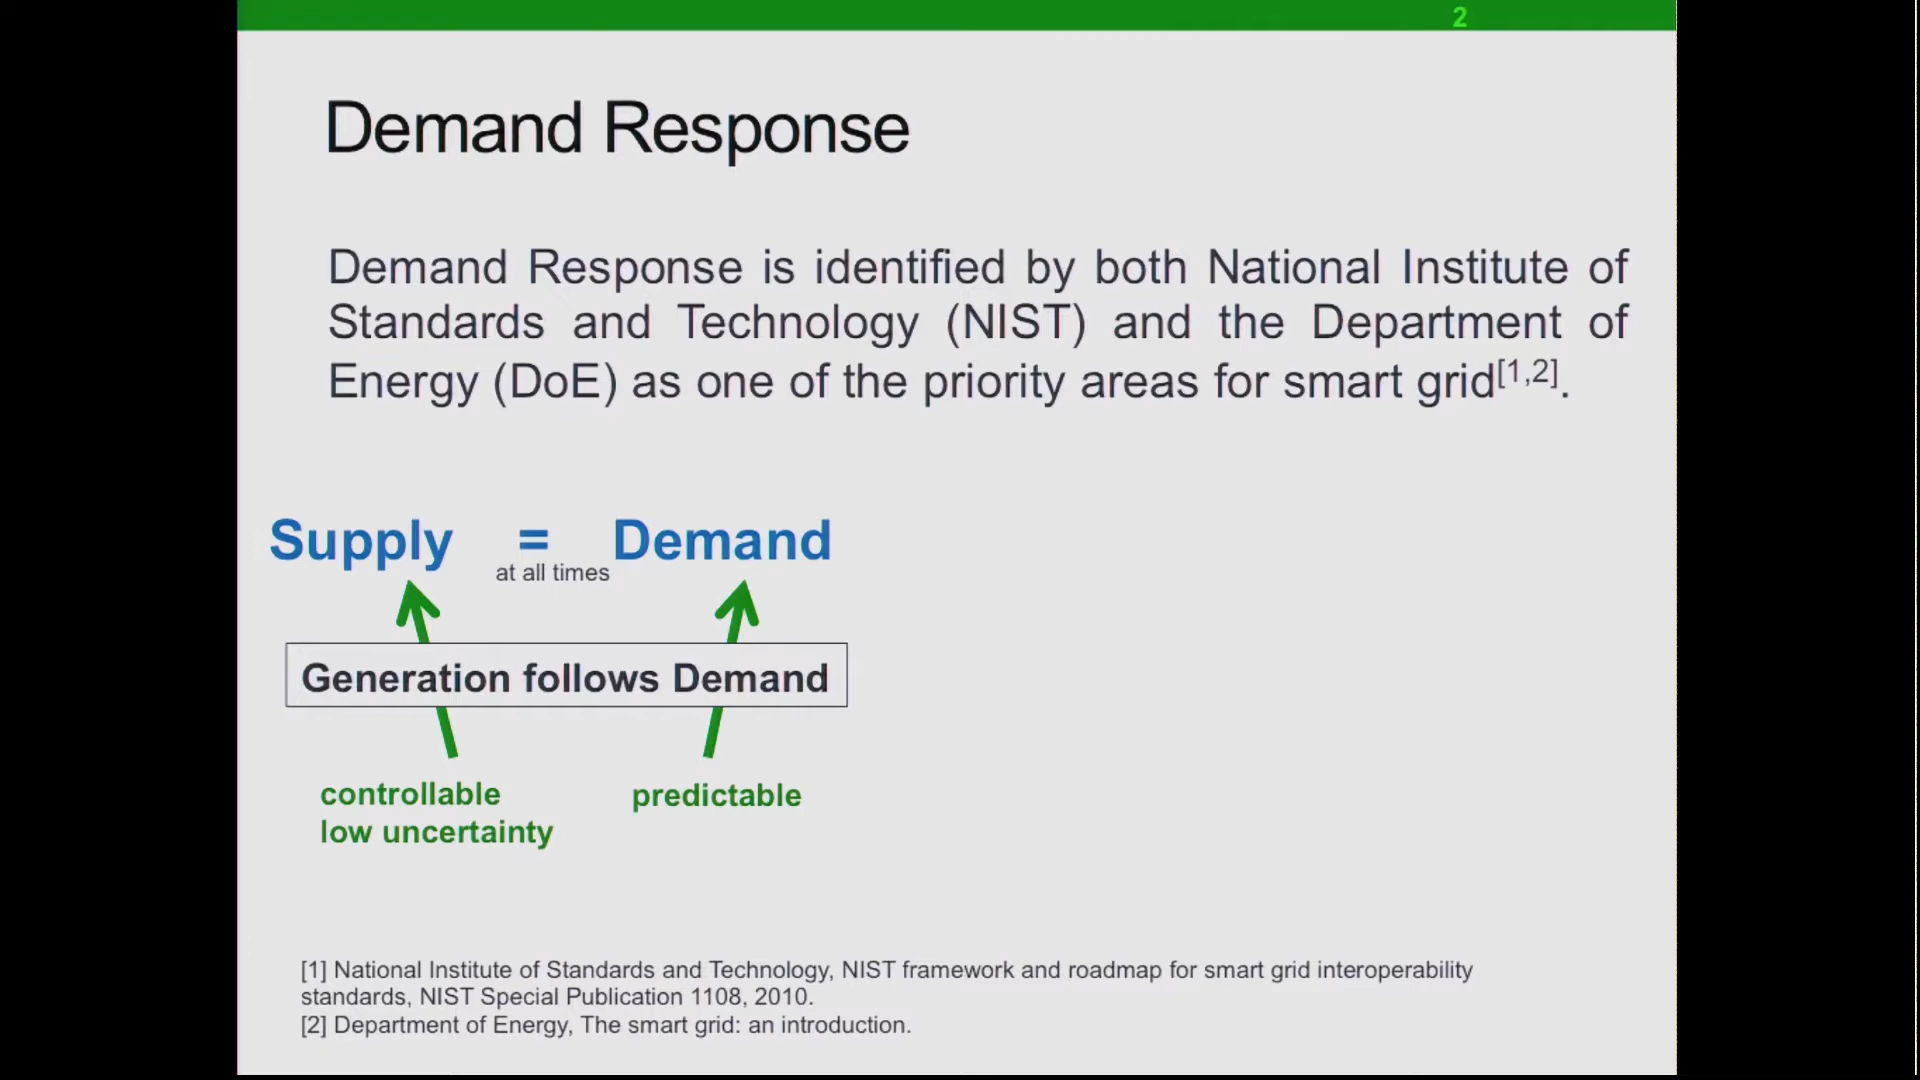 2
Demand Response
Demand Response is identified by both National Institute of
Standards and Technology (NIST) and the Department of
Energy (DoE) as one of the priority areas for smart grid[1,2].
Supply = Demand
at all times
Generation follows Demand
controllable predictable
low uncertainty
[1] National Institute of Standards and Technology, NIST framework and roadmap for smart grid interoperability
standards, NIST Special Publication 1108, 2010.
[2] Department of Energy, The smart grid: an introduction.